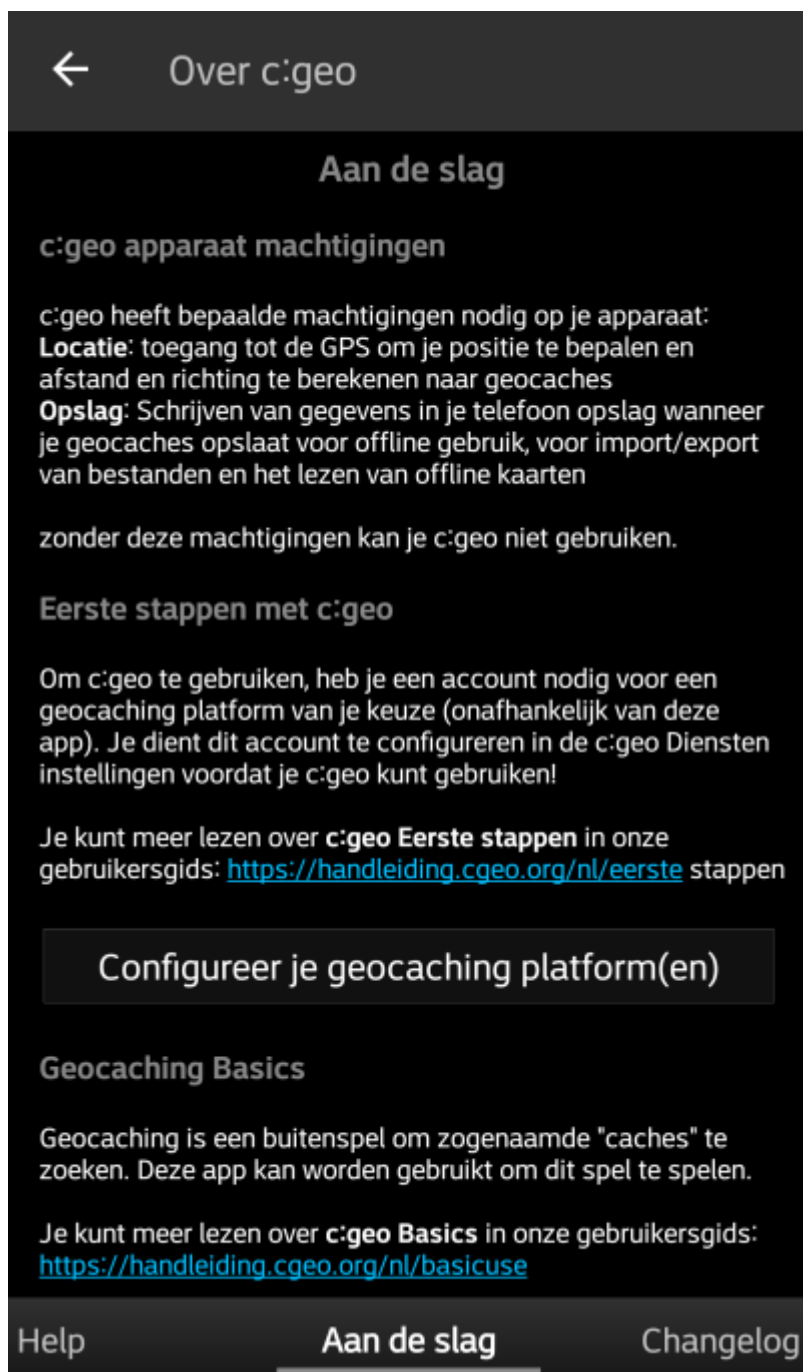 Over c:geo
Aan de slag
c:geo apparaat machtigingen
c:geo heeft bepaalde machtigingen nodig op je apparaat:
Locatie: toegang tot de GPS om je positie te bepalen en
afstand en richting te berekenen naar geocaches
Opslag: Schrijven van gegevens in je telefoon opslag wanneer
je geocaches opslaat voor offline gebruik, voor import/export
van bestanden en het lezen van offline kaarten
zonder deze machtigingen kan je c:geo niet gebruiken.
Eerste stappen met c:geo
Om c:geo te gebruiken, heb je een account nodig voor een
geocaching platform van je keuze (onafhankelijk van deze
app). Je dient dit account te configureren in de c:geo Diensten
instellingen voordat je c:geo kunt gebruiken!
Je kunt meer lezen over c:geo Eerste stappen in onze
gebruikersgids: https://handleiding.cgeo.org/nl/eerste stappen
Configureer je geocaching platform(en)
Geocaching Basics
Geocaching is een buitenspel om zogenaamde "caches" te
zoeken. Deze app kan worden gebruikt om dit spel te spelen.
Je kunt meer lezen over c:geo Basics in onze gebruikersgids:
https://handleiding.cgeo.org/nl/basicuse
Help Aan de slag Changelog